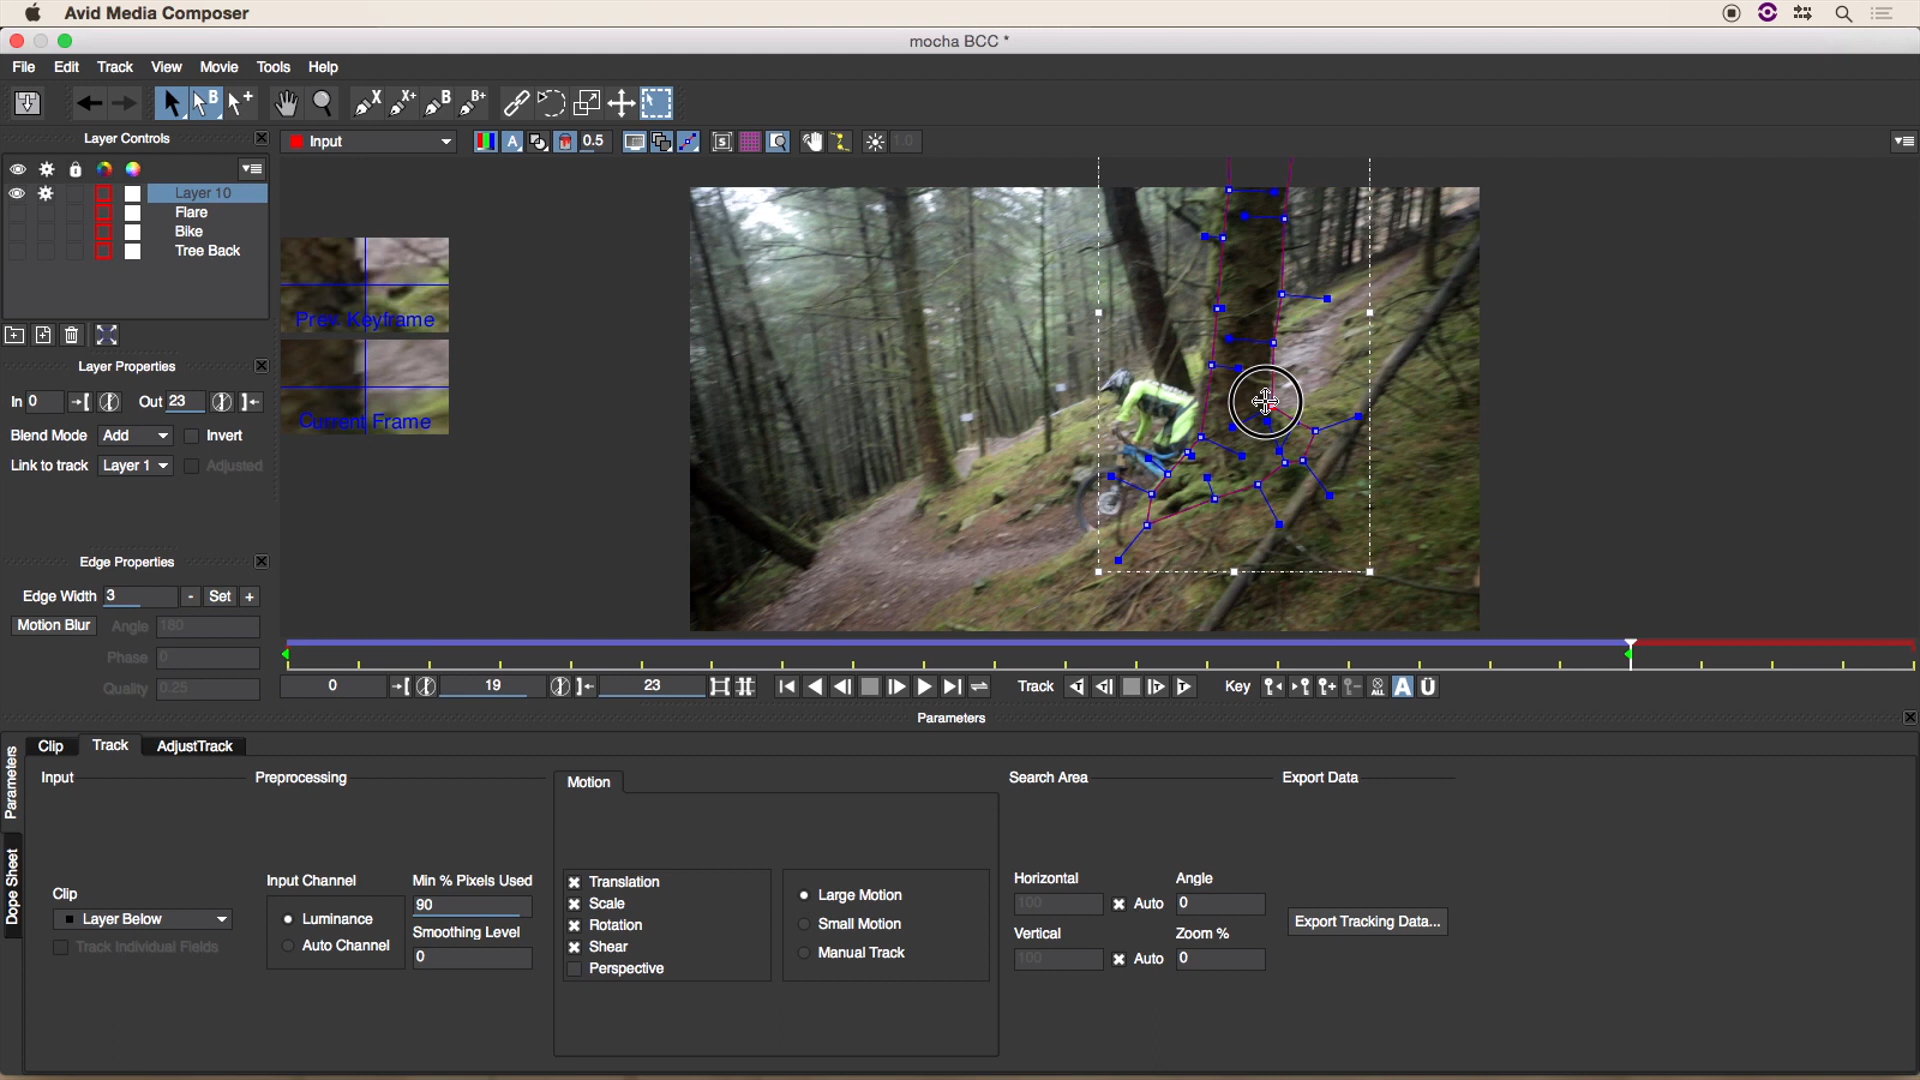 Avid Media Composer
mocha BCC *
File Edit Track View Movie Tools Help
Layer Controls
Input
0.5
1.0
Layer 10
Flare
Bike
Tree Back
Prev Keyframe
Current Frame
Layer Properties
In 0 Out 23
Blend Mode Add Invert
Link to track Layer 1 Adjusted
Edge Properties
Edge Width 3 - Set +
Motion Blur Angle 180
Phase 0
Quality 0.25
0 19 23 Track Key
Parameters
Clip Track AdjustTrack
Parameters
Dope Sheet
Input Preprocessing Motion Search Area Export Data
Clip
Layer Below
Track Individual Fields
Input Channel
Luminance
Auto Channel
Min % Pixels Used
90
Smoothing Level
0
Translation
Scale
Rotation
Shear
Perspective
Large Motion
Small Motion
Manual Track
Horizontal Angle
100 Auto 0
Vertical Zoom %
100 Auto 0
Export Tracking Data...